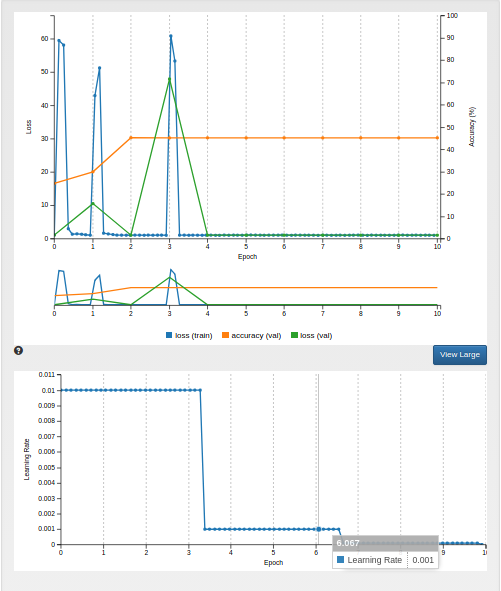 100
60
90
50
80
70
40
60
Loss
Accuracy (%)
30
50
40
20
30
20
10
10
0
0
0 1 2 3 4 5 6 7 8 9 10
Epoch
0 1 2 3 4 5 6 7 8 9 10
loss (train) accuracy (val) loss (val)
?
View Large
0.011
0.01
0.009
0.008
0.007
0.006
Learning Rate
0.005
0.004
0.003
0.002
0.001
0
0 1 2 3 4 5 6 9
Epoch
6.067
Learning Rate 0.001